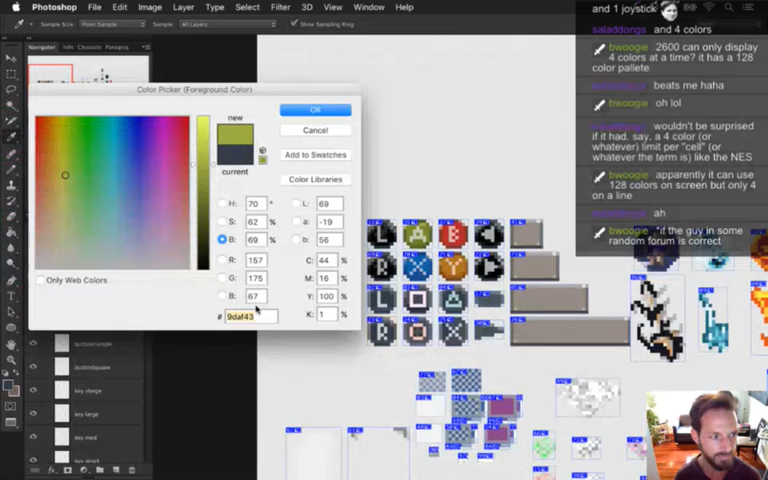 Photoshop File Edit Image Layer Type Select Filter 3D View Window Help
Sample Size: Point Sample Sample: All Layers Show Sampling Ring
Navigator Info Characte Paragrap
Color Picker (Foreground Color)
new
current
OK
Cancel
Add to Swatches
Color Libraries
H: 70 ° L: 69
S: 62 % a: -19
B: 69 % b: 56
R: 157 C: 44 %
G: 175 M: 16 %
B: 67 Y: 100 %
# 9daf43 K: 1 %
Only Web Colors
buttonSquare
key xlarge
key large
key med
key small
L A B
R X Y
L
R X
and 1 joystick
saladdongs and 4 colors
bwoogie: 2600 can only display
4 colors at a time? it has a 128
color pallete
beats me haha
bwoogie: oh lol
wouldn't be surprised
if it had, say, a 4 color (or
whatever) limit per "cell" (or
whatever the term is) like the NES
bwoogie: apparently it can use
128 colors on screen but only 4
on a line
ah
bwoogie: *if the guy in some
random forum is correct